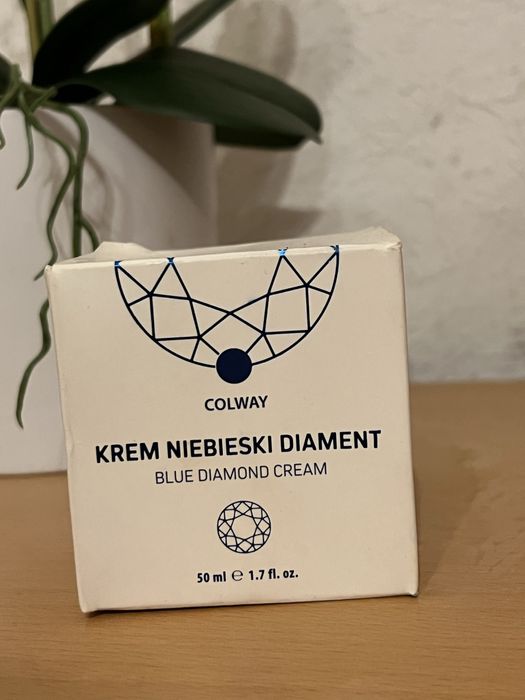 COLWAY
KREM NIEBIESKI DIAMENT
BLUE DIAMOND CREAM
50 ml ℮ 1.7 fl. oz.